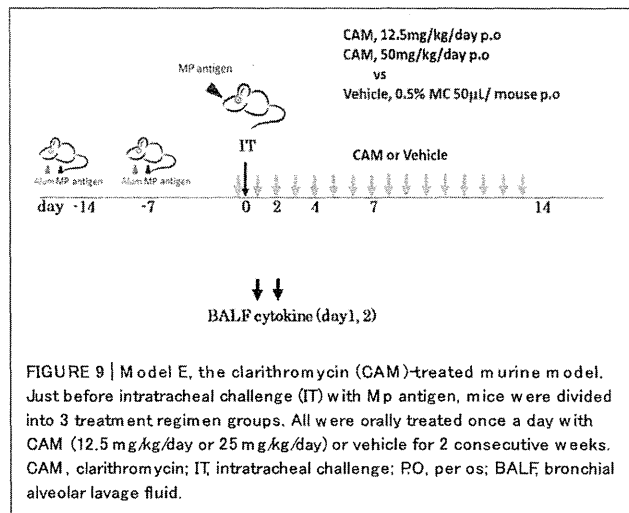 CAM, 12.5mg/kg/day p.o
CAM, 50mg/kg/day p.o
vs
Vehicle, 0.5% MC 50μL/ mouse p.o
MP antigen
IT
CAM or Vehicle
Alum MP antigen
Alum MP antigen
day -14 -7 0 2 4 7 14
BALF cytokine (day1, 2)
FIGURE 9 | Model E, the clarithromycin (CAM)-treated murine model.
Just before intratracheal challenge (IT) with Mp antigen, mice were divided
into 3 treatment regimen groups. All were orally treated once a day with
CAM (12.5 mg/kg/day or 25 mg/kg/day) or vehicle for 2 consecutive weeks.
CAM, clarithromycin; IT, intratracheal challenge; PO, per os; BALF, bronchial
alveolar lavage fluid.